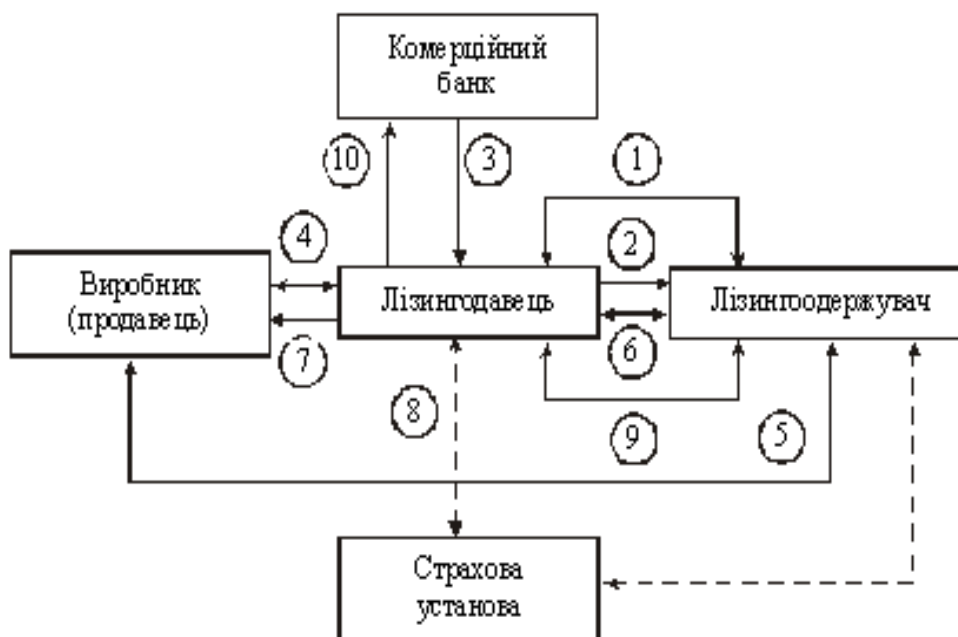 Комерційний
банк
10
3
1
4
2
Виробник
(продавець)
Лізингодавець
Лізингоодержувач
7
6
8
9
5
Страхова
установа